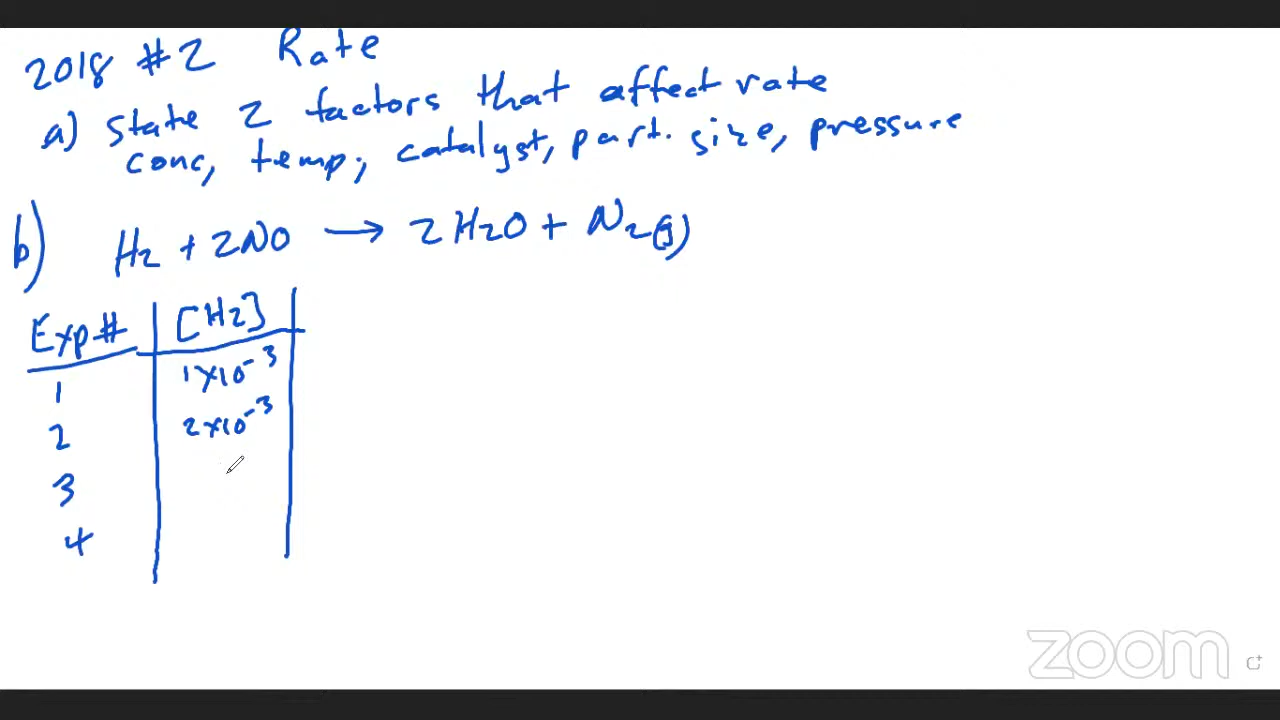 2018 #2 Rate
a) state 2 factors that affect rate
conc, temp, catalyst, part. size, pressure
b) H2 + 2NO → 2H2O + N2(g)
Exp# [H2]
1 1x10⁻³
2 2x10⁻³
3
4
zoom